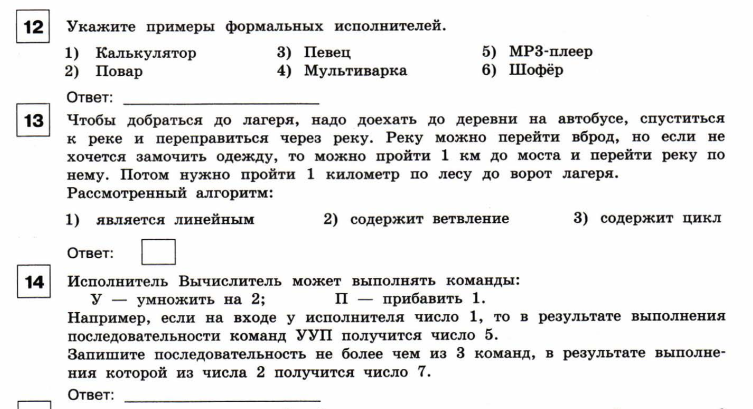 12 Укажите примеры формальных исполнителей.
1) Калькулятор 3) Певец 5) МР3-плеер
2) Повар 4) Мультиварка 6) Шофёр
Ответ: ____________________
13 Чтобы добраться до лагеря, надо доехать до деревни на автобусе, спуститься
к реке и переправиться через реку. Реку можно перейти вброд, но если не
хочется замочить одежду, то можно пройти 1 км до моста и перейти реку по
нему. Потом нужно пройти 1 километр по лесу до ворот лагеря.
Рассмотренный алгоритм:
1) является линейным 2) содержит ветвление 3) содержит цикл
Ответ:
14 Исполнитель Вычислитель может выполнять команды:
У — умножить на 2; П — прибавить 1.
Например, если на входе у исполнителя число 1, то в результате выполнения
последовательности команд УУП получится число 5.
Запишите последовательность не более чем из 3 команд, в результате выполне-
ния которой из числа 2 получится число 7.
Ответ: ____________________